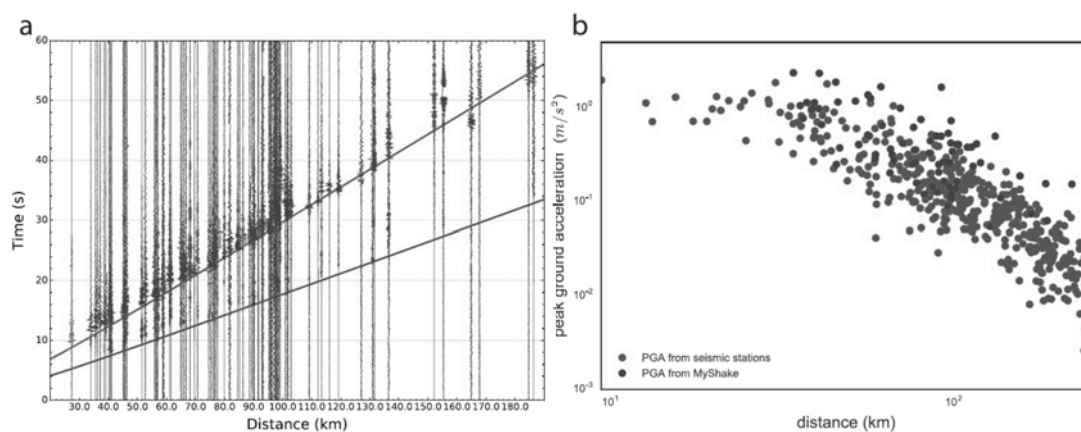 a
60
50
40
30
20
10
0
Time (s)
20.0 30.0 40.0 50.0 60.0 70.0 80.0 90.0 100.0 110.0 120.0 130.0 140.0 150.0 160.0 170.0 180.0
Distance (km)
b
10⁰
10⁻¹
10⁻²
10⁻³
peak ground acceleration (m/s²)
PGA from seismic stations
PGA from MyShake
10¹ 10²
distance (km)